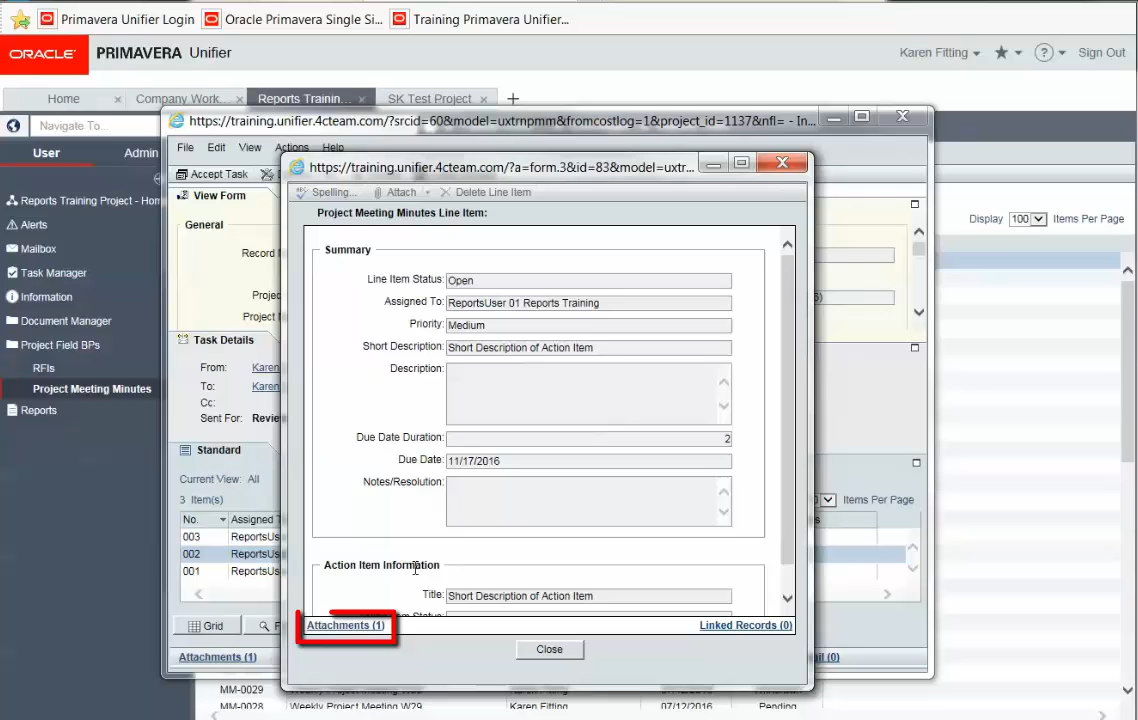 Primavera Unifier Login Oracle Primavera Single Si... Training Primavera Unifier...
ORACLE PRIMAVERA Unifier Karen Fitting ? Sign Out
Home × Company Work... × Reports Trainin... × SK Test Project × +
https://training.unifier.4cteam.com/?srcid=60&model=uxtrnpmm&fromcostlog=1&project_id=1137&nfl= - In...
Navigate To...
File Edit View Actions Help
User Admin
https://training.unifier.4cteam.com/?a=form.3&id=83&model=uxtr...
Accept Task
Spelling... Attach Delete Line Item
View Form
Reports Training Project - Hom
Project Meeting Minutes Line Item:
General
Display 100 Items Per Page
Alerts
Mailbox
Summary
Record
Task Manager
Line Item Status: Open
Information
Projec
Assigned To: ReportsUser 01 Reports Training
Document Manager
Project
Priority: Medium
Project Field BPs
Task Details
Short Description: Short Description of Action Item
RFIs
From: Karen
Description:
Project Meeting Minutes
To: Karen
Cc:
Reports
Sent For: Revie
Due Date Duration: 2
Standard
Due Date: 11/17/2016
Current View: All
Notes/Resolution:
3 Item(s)
Items Per Page
No. Assigned T
003 ReportsUs
002 ReportsUs
001 ReportsUs
Action Item Information
Title: Short Description of Action Item
Grid F
Attachments (1) Linked Records (0)
Close
Attachments (1) il (0)
MM-0029
MM-0028 Weekly Project Meeting W29 Karen Fitting 07/12/2016 Pending